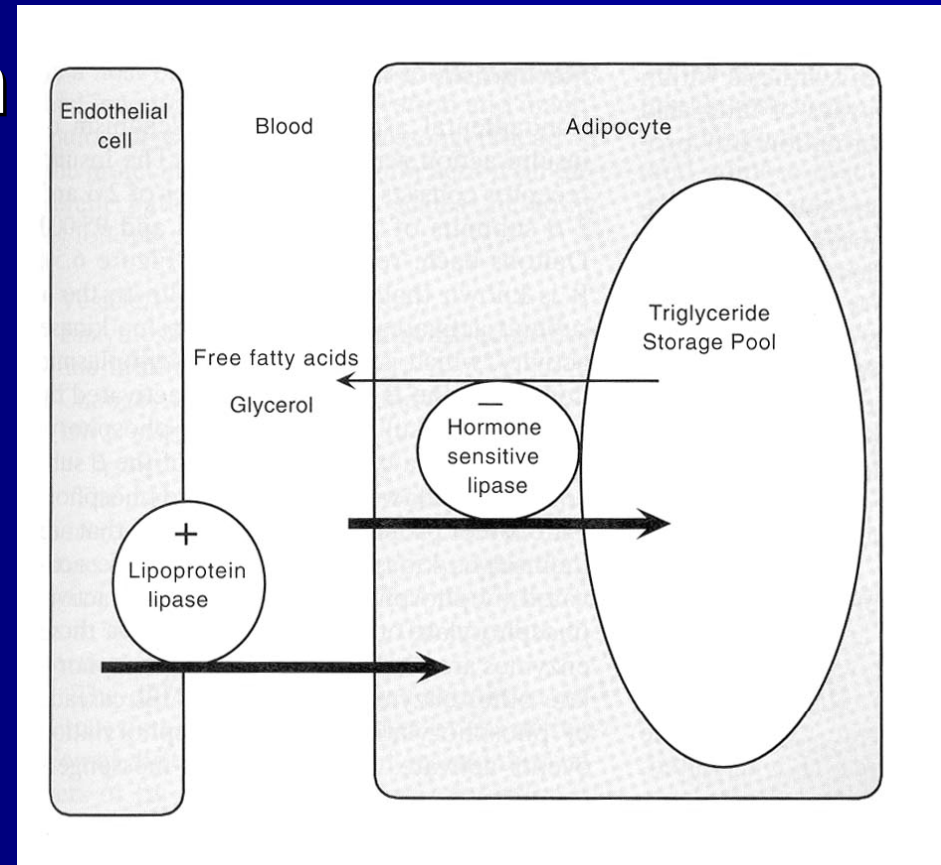 Endothelial
cell
Blood
Adipocyte
Triglyceride
Storage Pool
Free fatty acids
Glycerol
–
Hormone
sensitive
lipase
+
Lipoprotein
lipase